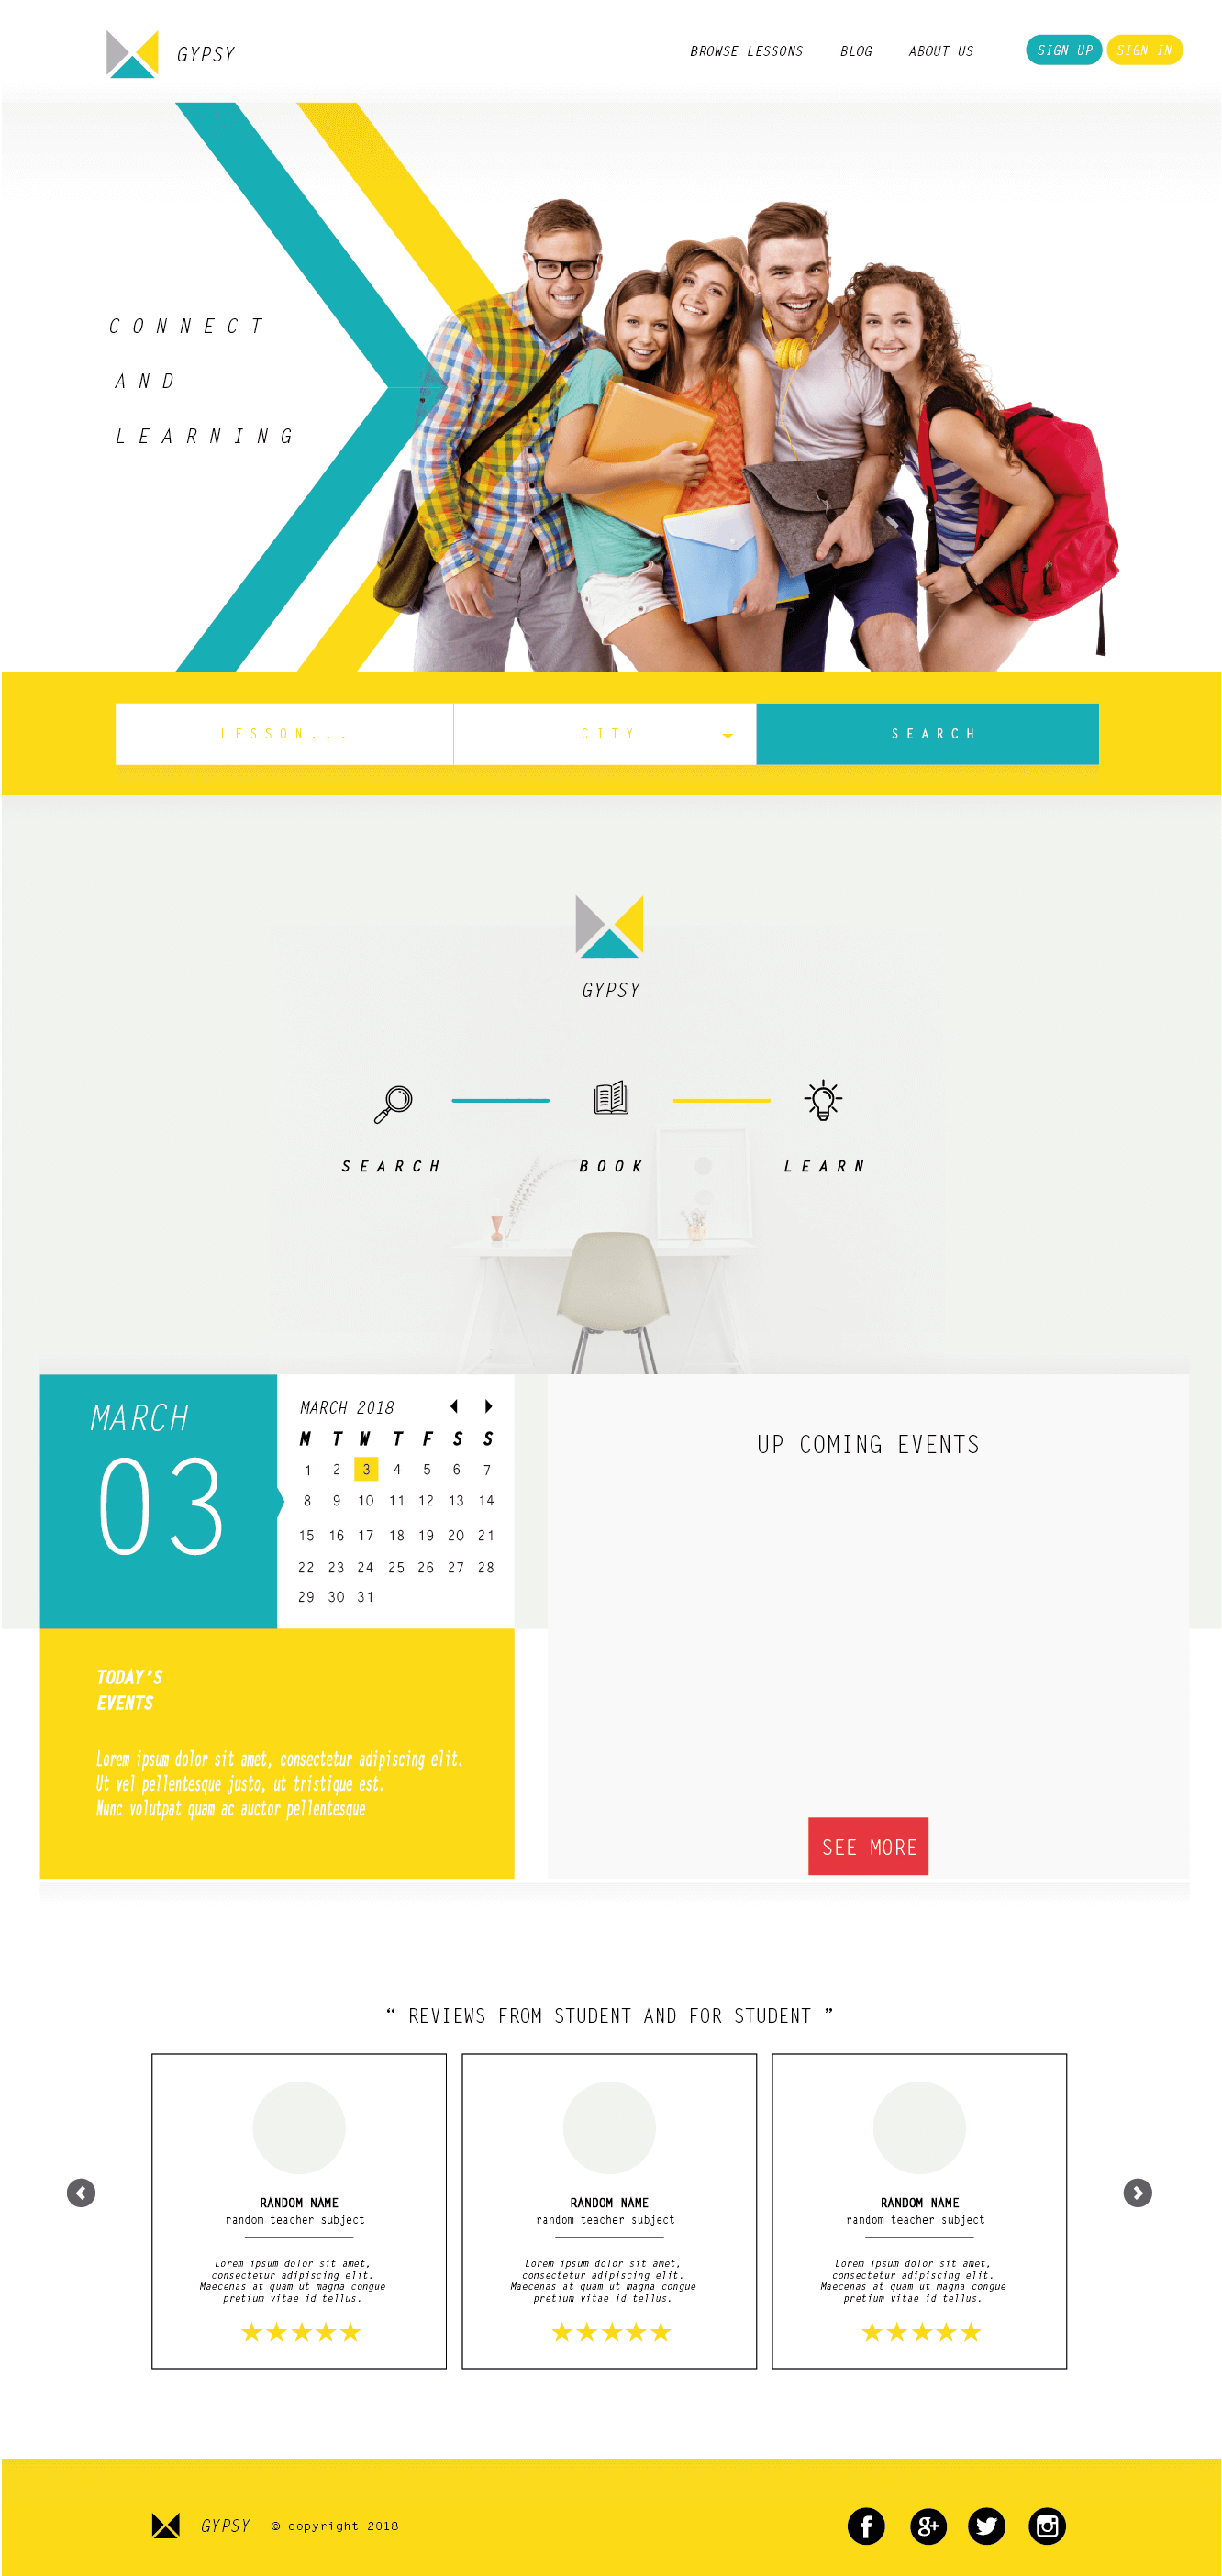 GYPSY
BROWSE LESSONS
BLOG
ABOUT US
SIGN UP
SIGN IN
CONNECT
AND
LEARNING
LESSON...
CITY
SEARCH
GYPSY
SEARCH
BOOK
LEARN
MARCH
03
MARCH 2018
M T W T F S S
1 2 3 4 5 6 7
8 9 10 11 12 13 14
15 16 17 18 19 20 21
22 23 24 25 26 27 28
29 30 31
UP COMING EVENTS
TODAY'S
EVENTS
Lorem ipsum dolor sit amet, consectetur adipiscing elit.
Ut vel pellentesque justo, ut tristique est.
Nunc volutpat quam ac auctor pellentesque
SEE MORE
“ REVIEWS FROM STUDENT AND FOR STUDENT ”
RANDOM NAME
random teacher subject
Lorem ipsum dolor sit amet,
consectetur adipiscing elit.
Maecenas at quam ut magna congue
pretium vitae id tellus.
RANDOM NAME
random teacher subject
Lorem ipsum dolor sit amet,
consectetur adipiscing elit.
Maecenas at quam ut magna congue
pretium vitae id tellus.
RANDOM NAME
random teacher subject
Lorem ipsum dolor sit amet,
consectetur adipiscing elit.
Maecenas at quam ut magna congue
pretium vitae id tellus.
GYPSY © copyright 2018